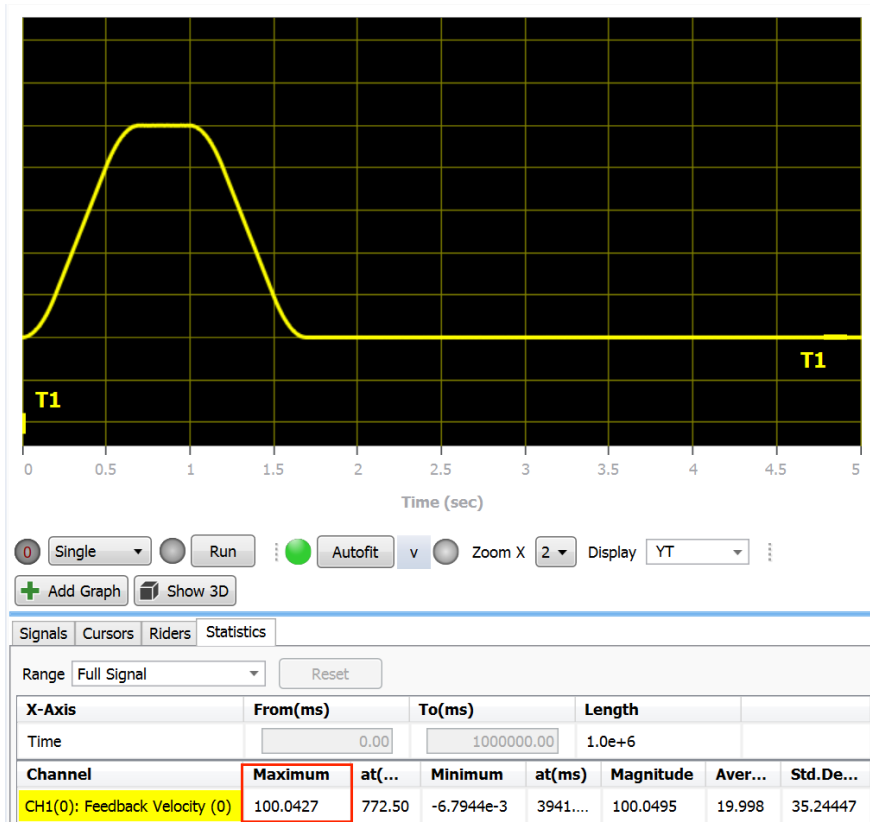 T1
T1
0 0.5 1 1.5 2 2.5 3 3.5 4 4.5 5
Time (sec)
0 Single Run Autofit v Zoom X 2 Display YT
Add Graph Show 3D
Signals Cursors Riders Statistics
Range Full Signal Reset
X-Axis From(ms) To(ms) Length
Time 0.00 1000000.00 1.0e+6
Channel Maximum at(... Minimum at(ms) Magnitude Aver... Std.De...
CH1(0): Feedback Velocity (0) 100.0427 772.50 -6.7944e-3 3941.... 100.0495 19.998 35.24447